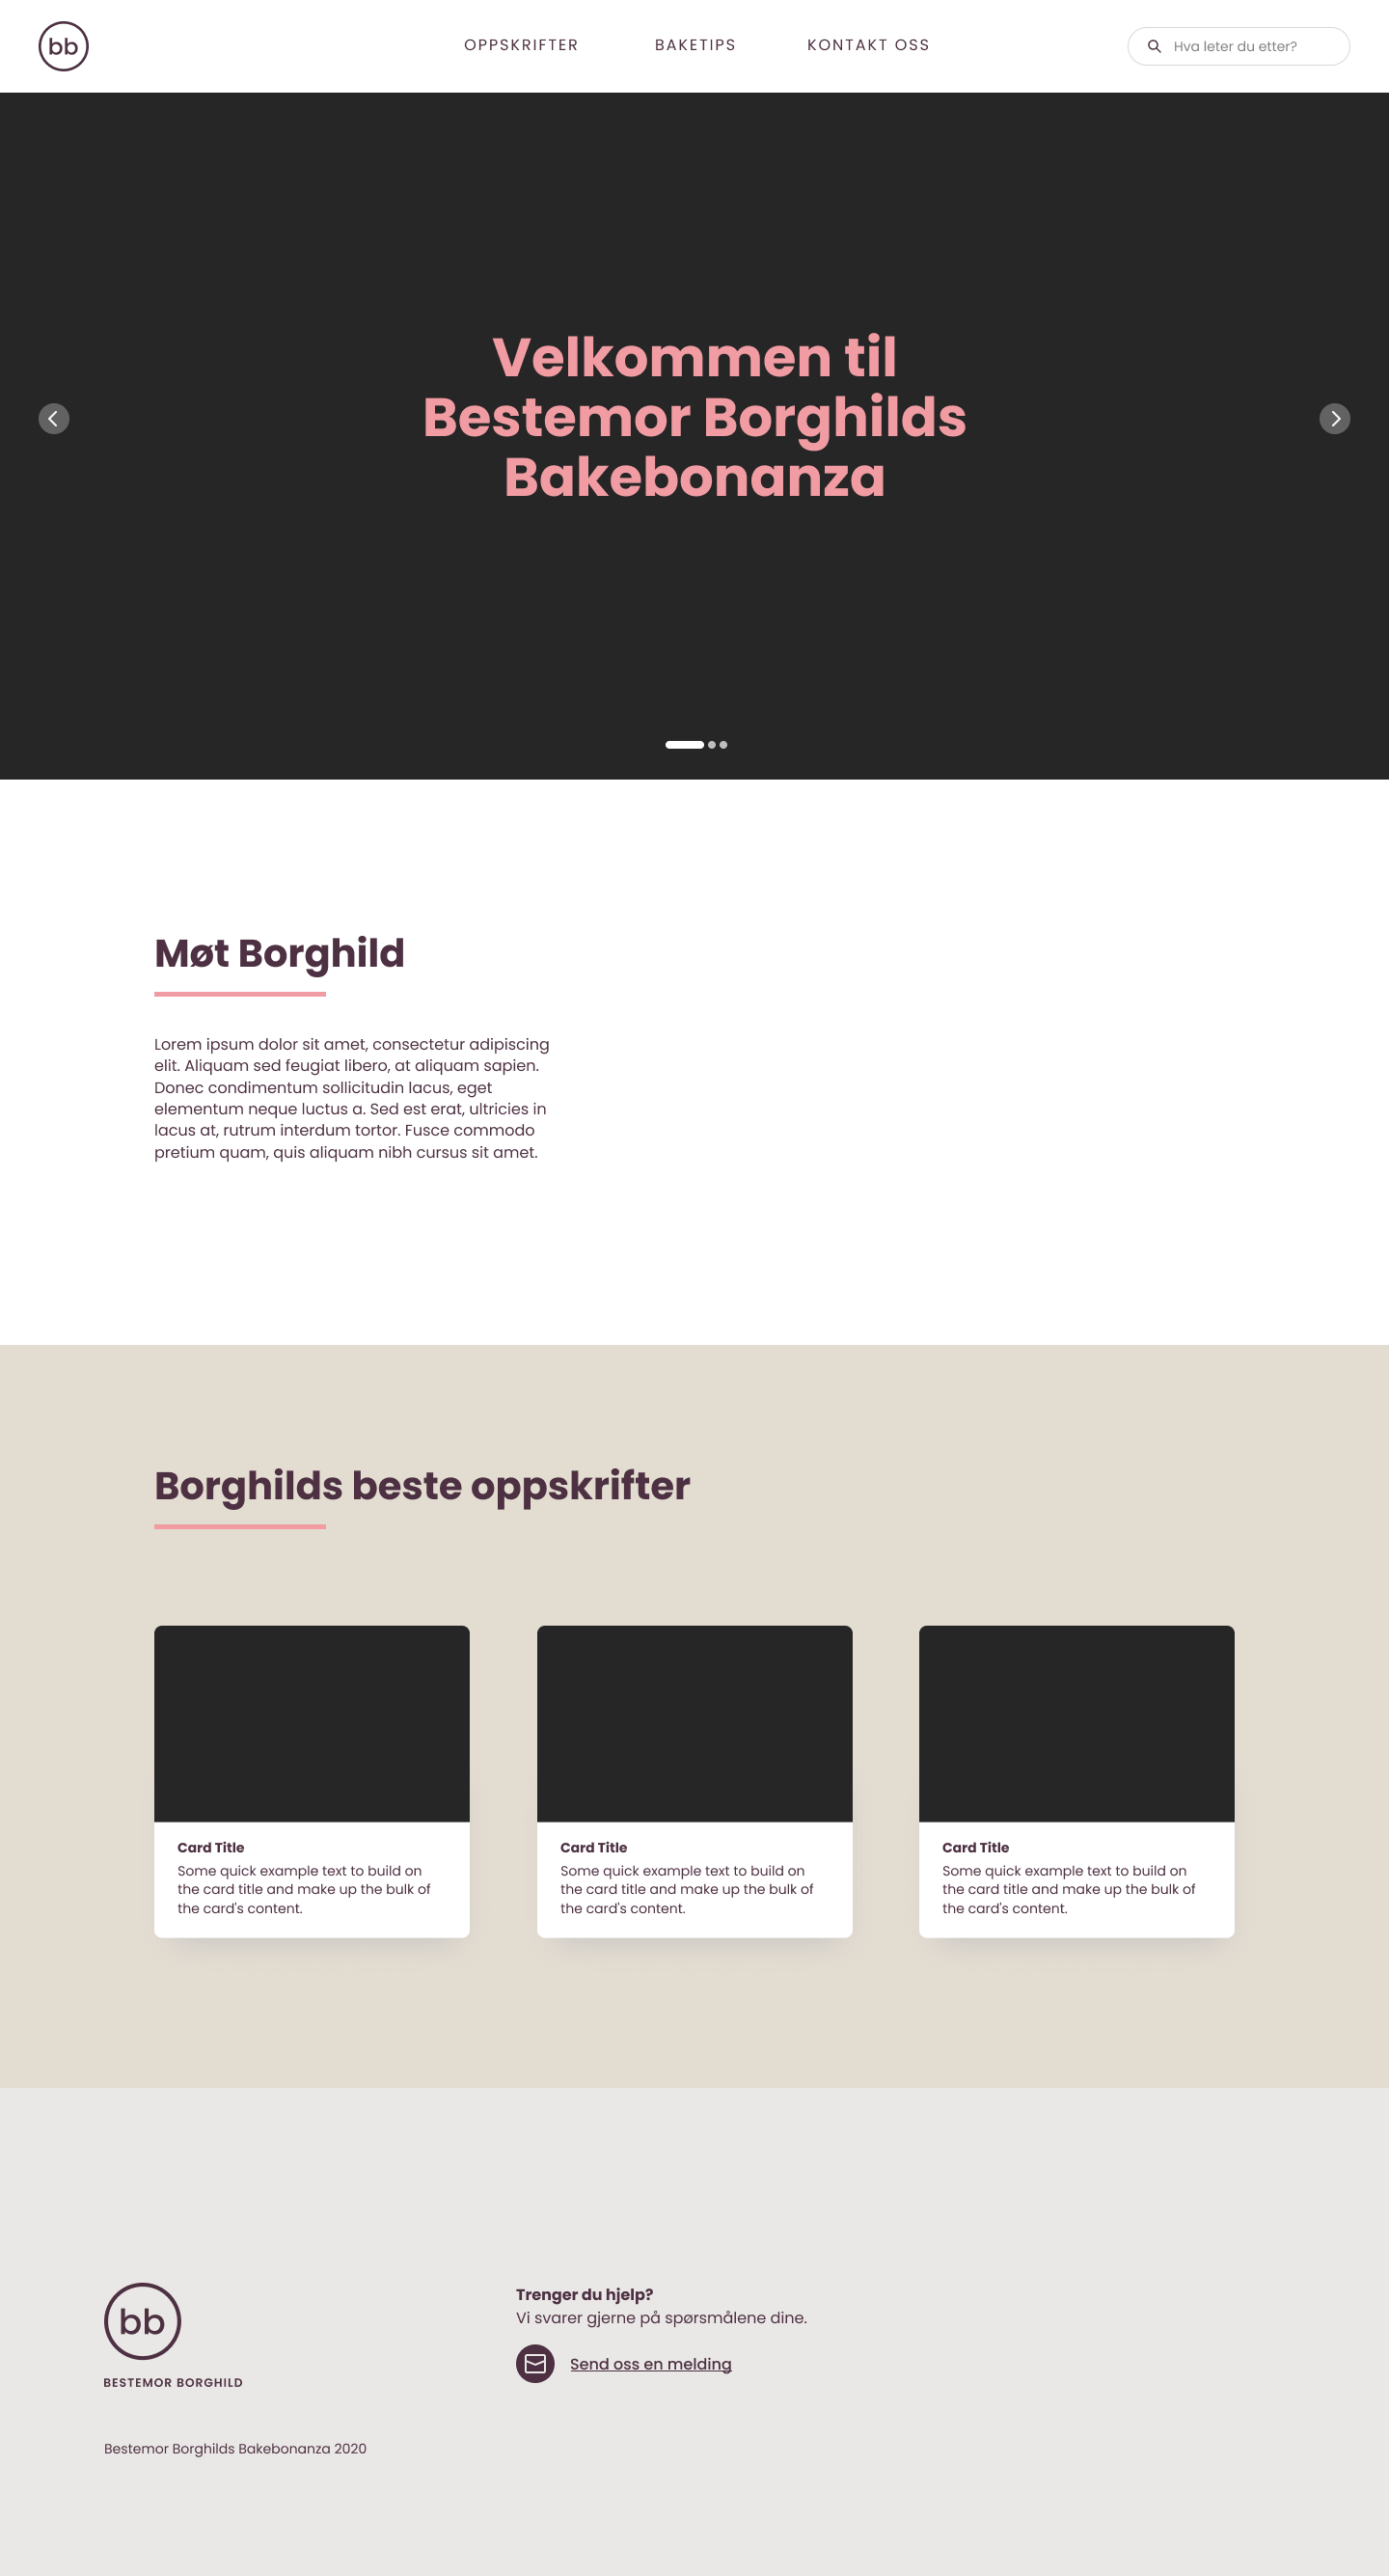 bb
OPPSKRIFTER
BAKETIPS
KONTAKT OSS
Hva leter du etter?
Velkommen til
Bestemor Borghilds
Bakebonanza
Møt Borghild
Lorem ipsum dolor sit amet, consectetur adipiscing
elit. Aliquam sed feugiat libero, at aliquam sapien.
Donec condimentum sollicitudin lacus, eget
elementum neque luctus a. Sed est erat, ultricies in
lacus at, rutrum interdum tortor. Fusce commodo
pretium quam, quis aliquam nibh cursus sit amet.
Borghilds beste oppskrifter
Card Title
Some quick example text to build on
the card title and make up the bulk of
the card's content.
Card Title
Some quick example text to build on
the card title and make up the bulk of
the card's content.
Card Title
Some quick example text to build on
the card title and make up the bulk of
the card's content.
bb
BESTEMOR BORGHILD
Bestemor Borghilds Bakebonanza 2020
Trenger du hjelp?
Vi svarer gjerne på spørsmålene dine.
Send oss en melding